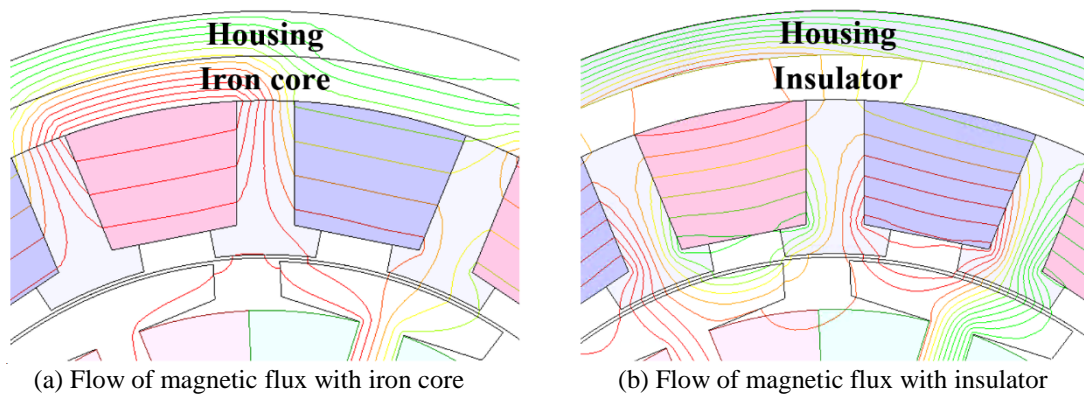 Housing
Iron core
Housing
Insulator
(a) Flow of magnetic flux with iron core
(b) Flow of magnetic flux with insulator